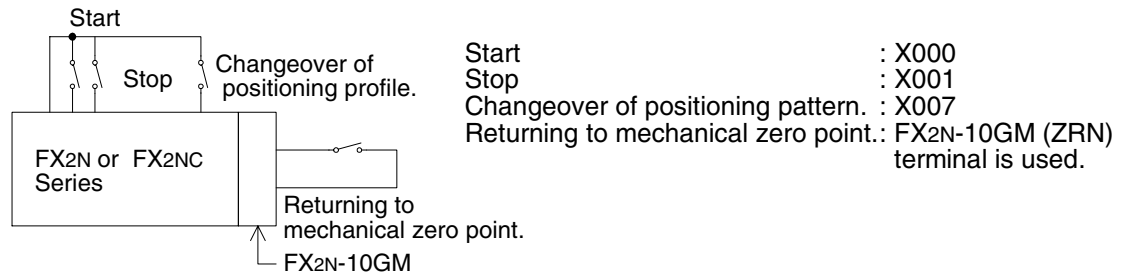 Start
Stop
Changeover of
positioning profile.
FX2N or FX2NC
Series
Returning to
mechanical zero point.
FX2N-10GM
Start : X000
Stop : X001
Changeover of positioning pattern. : X007
Returning to mechanical zero point.: FX2N-10GM (ZRN)
terminal is used.